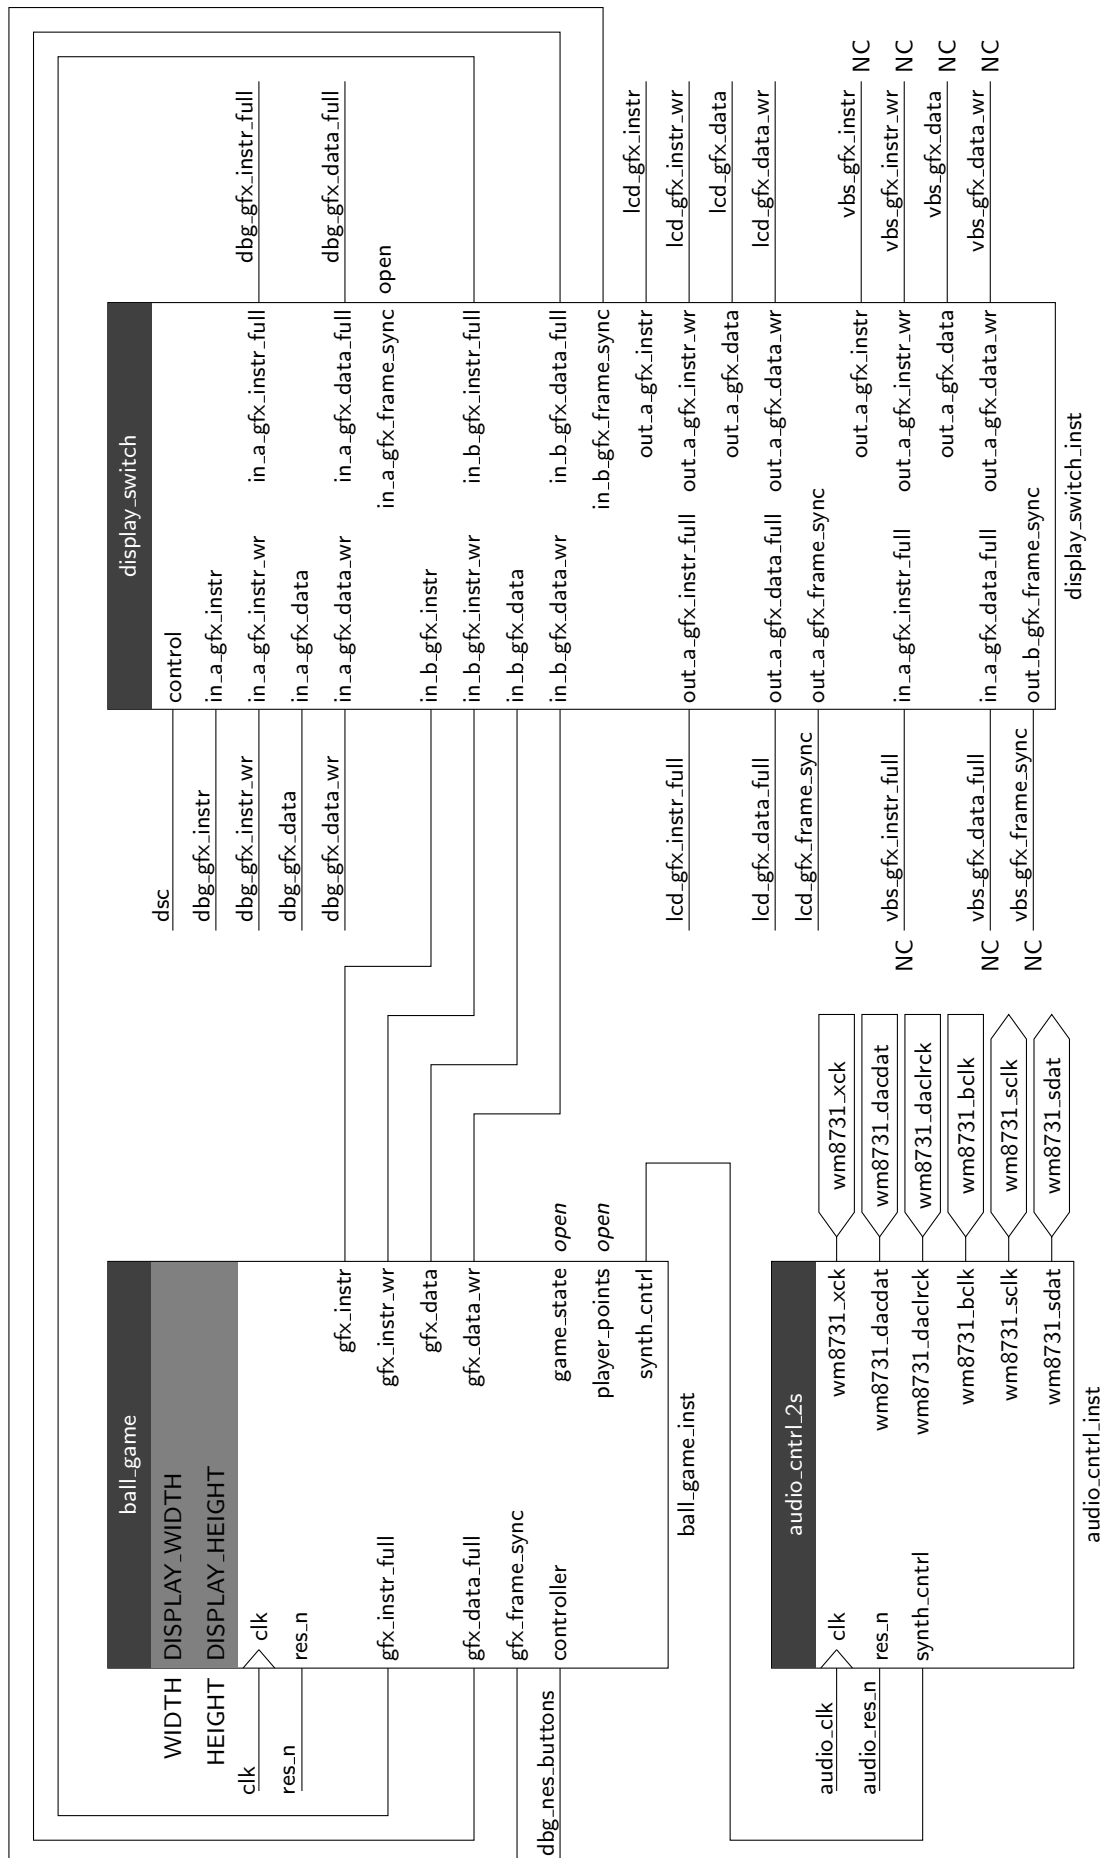 ball_game
WIDTH DISPLAY_WIDTH
HEIGHT DISPLAY_HEIGHT
clk
clk
res_n
res_n
gfx_instr_full
gfx_data_full
gfx_frame_sync
dbg_nes_buttons
controller
gfx_instr
gfx_instr_wr
gfx_data
gfx_data_wr
game_state
open
player_points
open
synth_cntrl
ball_game_inst
display_switch
dsc
control
dbg_gfx_instr
in_a_gfx_instr
dbg_gfx_instr_wr
in_a_gfx_instr_wr
dbg_gfx_data
in_a_gfx_data
dbg_gfx_data_wr
in_a_gfx_data_wr
in_b_gfx_instr
in_b_gfx_instr_wr
in_b_gfx_data
in_b_gfx_data_wr
lcd_gfx_instr_full
out_a_gfx_instr_full
lcd_gfx_data_full
out_a_gfx_data_full
lcd_gfx_frame_sync
out_a_gfx_frame_sync
NC
vbs_gfx_instr_full
in_a_gfx_instr_full
NC
vbs_gfx_data_full
in_a_gfx_data_full
NC
vbs_gfx_frame_sync
out_b_gfx_frame_sync
in_a_gfx_instr_full
dbg_gfx_instr_full
in_a_gfx_data_full
dbg_gfx_data_full
in_a_gfx_frame_sync
open
in_b_gfx_instr_full
in_b_gfx_data_full
in_b_gfx_frame_sync
out_a_gfx_instr
lcd_gfx_instr
out_a_gfx_instr_wr
lcd_gfx_instr_wr
out_a_gfx_data
lcd_gfx_data
out_a_gfx_data_wr
lcd_gfx_data_wr
out_a_gfx_instr
vbs_gfx_instr
NC
out_a_gfx_instr_wr
vbs_gfx_instr_wr
NC
out_a_gfx_data
vbs_gfx_data
NC
out_a_gfx_data_wr
vbs_gfx_data_wr
NC
display_switch_inst
audio_cntrl_2s
audio_clk
clk
audio_res_n
res_n
synth_cntrl
wm8731_xck
wm8731_xck
wm8731_dacdat
wm8731_dacdat
wm8731_daclrck
wm8731_daclrck
wm8731_bclk
wm8731_bclk
wm8731_sclk
wm8731_sclk
wm8731_sdat
wm8731_sdat
audio_cntrl_inst